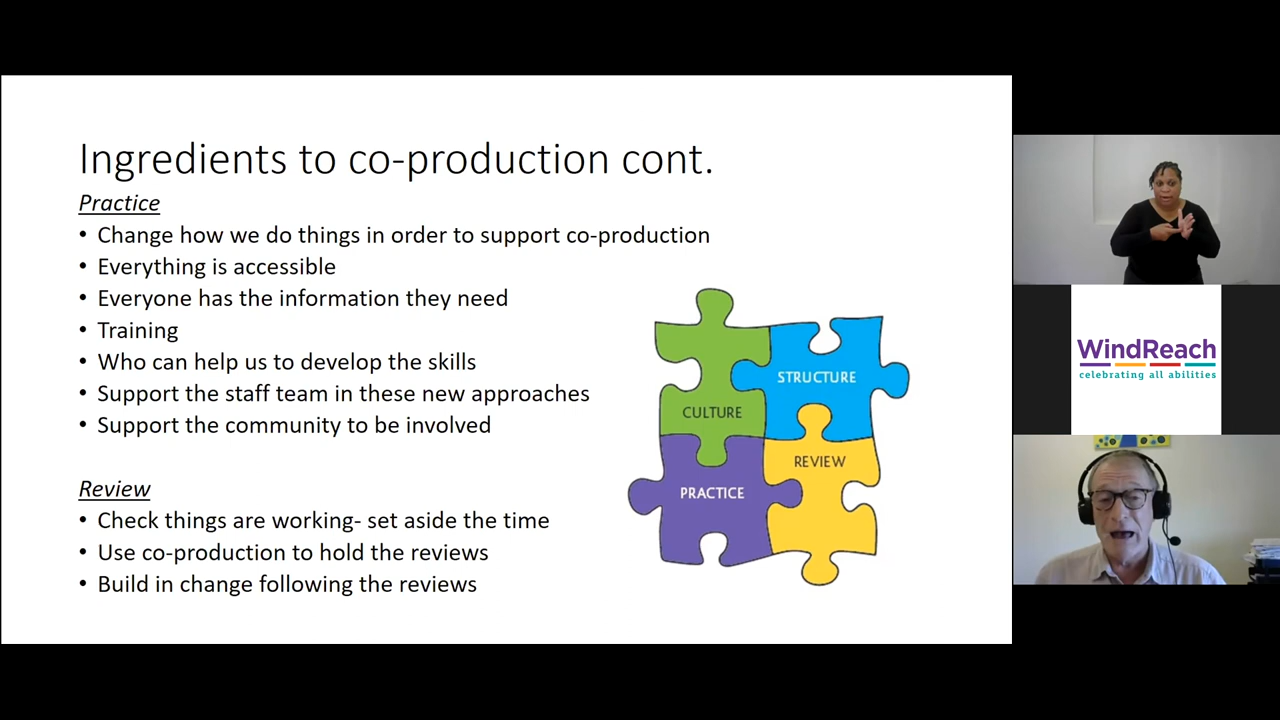 Ingredients to co-production cont.
Practice
• Change how we do things in order to support co-production
• Everything is accessible
• Everyone has the information they need
• Training
• Who can help us to develop the skills
• Support the staff team in these new approaches
• Support the community to be involved
Review
• Check things are working- set aside the time
• Use co-production to hold the reviews
• Build in change following the reviews
STRUCTURE
CULTURE
REVIEW
PRACTICE
WindReach
celebrating all abilities